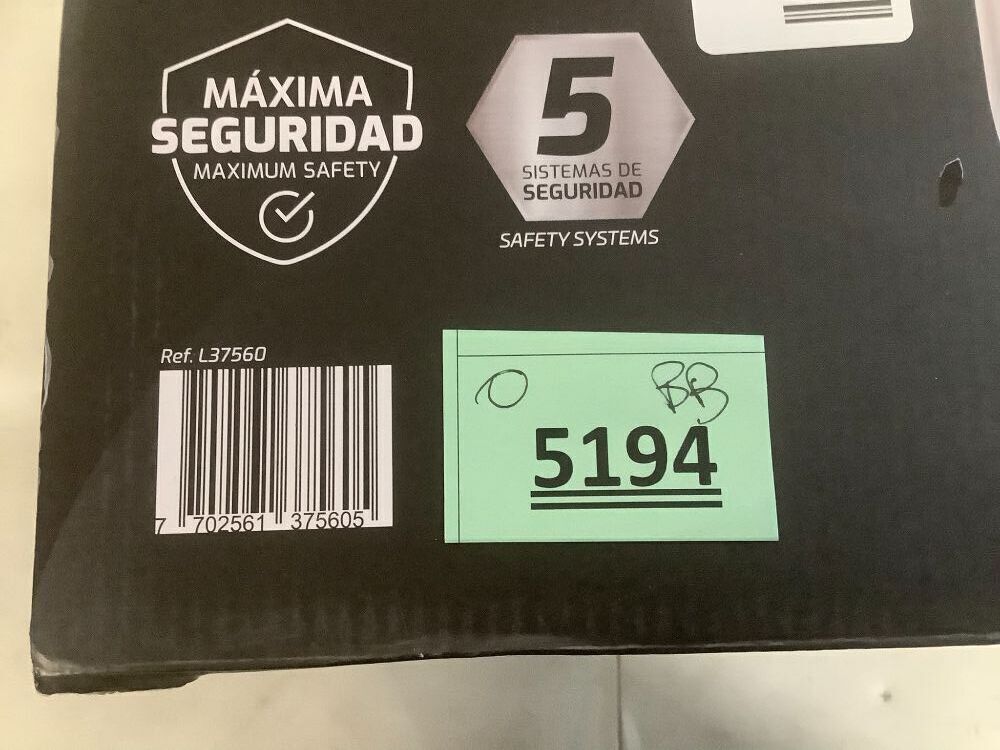 MÁXIMA
SEGURIDAD
MAXIMUM SAFETY
5
SISTEMAS DE
SEGURIDAD
SAFETY SYSTEMS
Ref. L37560
7 702561 375605
O BB
5194